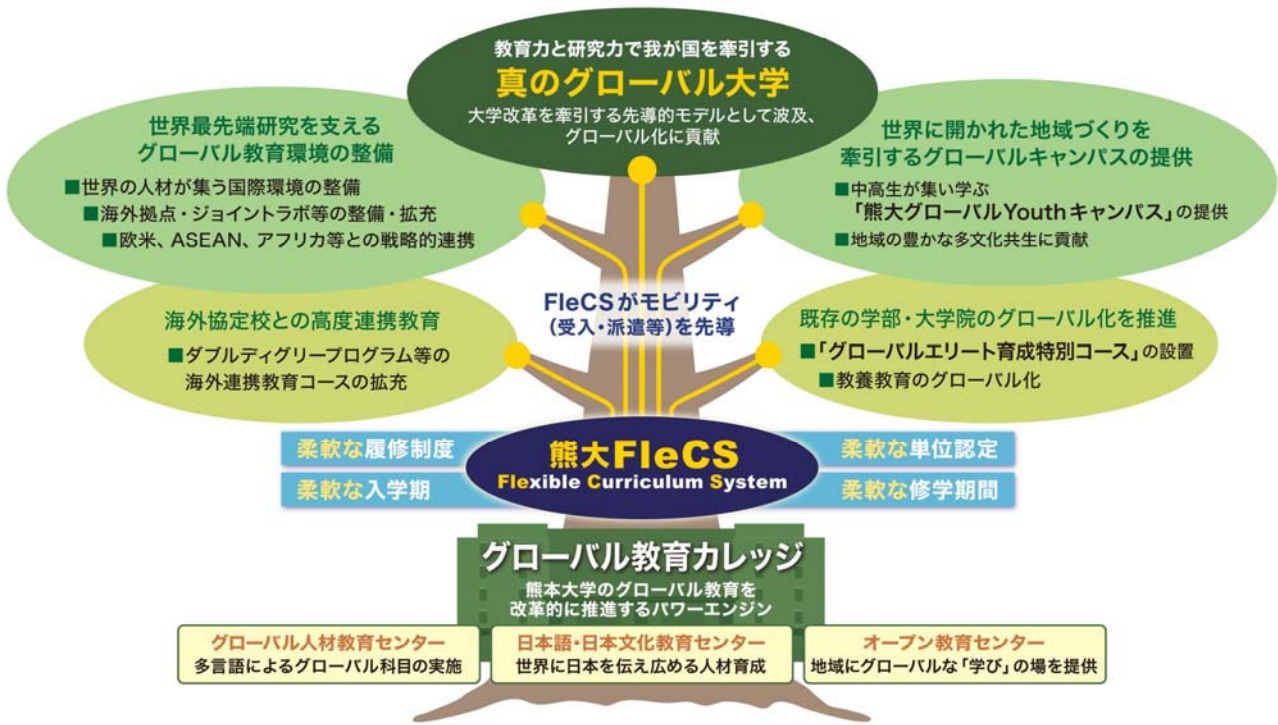 教育力と研究力で我が国を牽引する
真のグローバル大学
大学改革を牽引する先導的モデルとして波及、
グローバル化に貢献
世界最先端研究を支える
グローバル教育環境の整備
■世界の人材が集う国際環境の整備
■海外拠点・ジョイントラボ等の整備・拡充
■欧米、ASEAN、アフリカ等との戦略的連携
世界に開かれた地域づくりを
牽引するグローバルキャンパスの提供
■中高生が集い学ぶ
「熊大グローバルYouthキャンパス」の提供
■地域の豊かな多文化共生に貢献
FleCSがモビリティ
(受入・派遣等)を先導
海外協定校との高度連携教育
■ダブルディグリープログラム等の
海外連携教育コースの拡充
既存の学部・大学院のグローバル化を推進
■「グローバルエリート育成特別コース」の設置
■教養教育のグローバル化
柔軟な履修制度
柔軟な入学期
熊大FleCS
Flexible Curriculum System
柔軟な単位認定
柔軟な修学期間
グローバル教育カレッジ
熊本大学のグローバル教育を
改革的に推進するパワーエンジン
グローバル人材教育センター
多言語によるグローバル科目の実施
日本語・日本文化教育センター
世界に日本を伝え広める人材育成
オープン教育センター
地域にグローバルな「学び」の場を提供